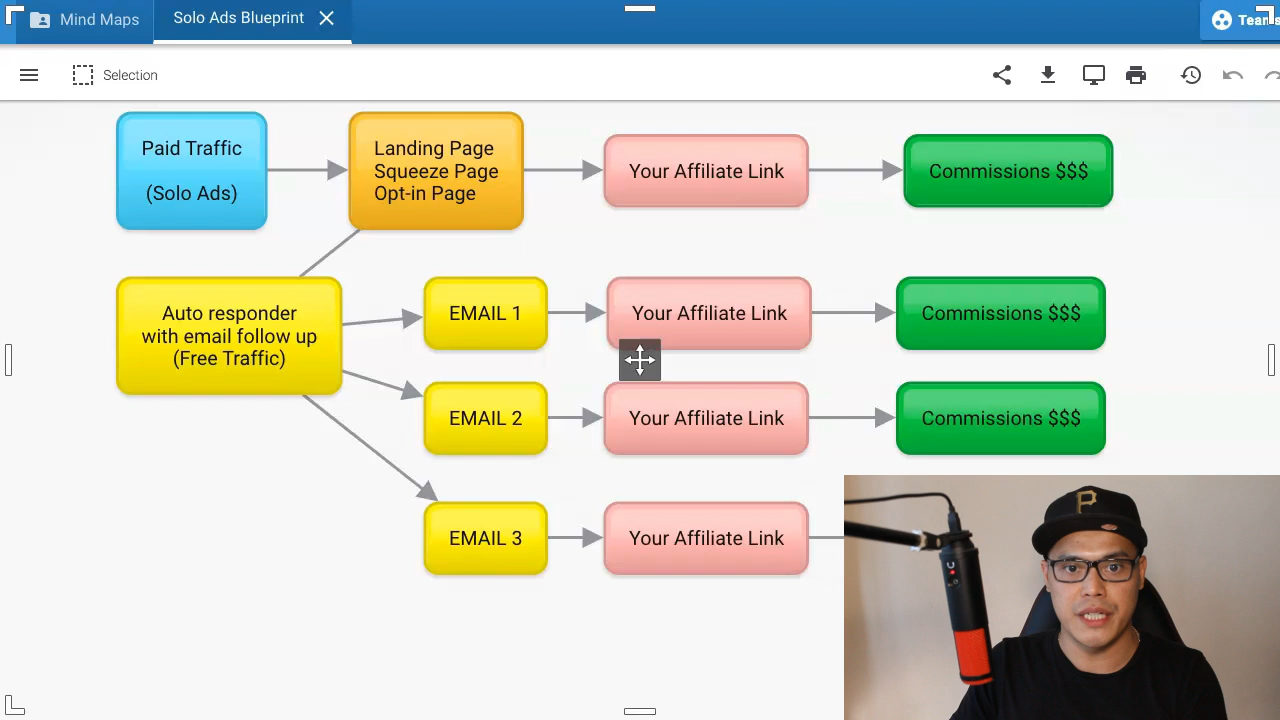 Mind Maps
Solo Ads Blueprint
Teams
Selection
Paid Traffic
(Solo Ads)
Landing Page
Squeeze Page
Opt-in Page
Your Affiliate Link
Commissions $$$
Auto responder
with email follow up
(Free Traffic)
EMAIL 1
Your Affiliate Link
Commissions $$$
EMAIL 2
Your Affiliate Link
Commissions $$$
EMAIL 3
Your Affiliate Link
P